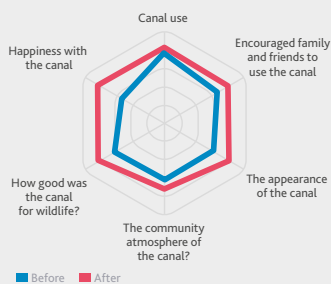 Canal use
Encouraged family
and friends to
use the canal
The appearance
of the canal
The community
atmosphere of
the canal?
How good was
the canal
for wildlife?
Happiness with
the canal
Before After